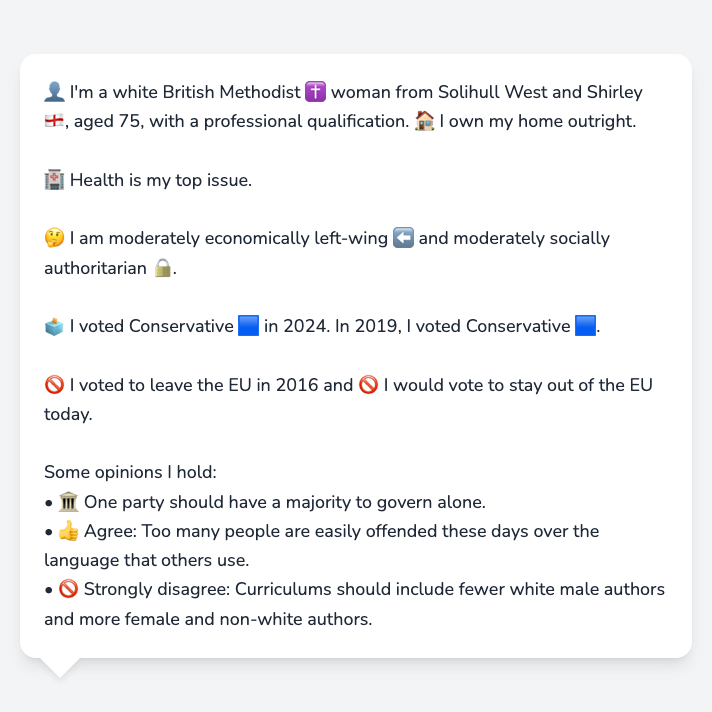 👤 I'm a white British Methodist ✝️ woman from Solihull West and Shirley
🏴󠁧󠁢󠁥󠁮󠁧󠁿, aged 75, with a professional qualification. 🏠 I own my home outright.
🏥 Health is my top issue.
🤔 I am moderately economically left-wing ⬅️ and moderately socially
authoritarian 🔒.
🗳️ I voted Conservative 🟦 in 2024. In 2019, I voted Conservative 🟦.
🚫 I voted to leave the EU in 2016 and 🚫 I would vote to stay out of the EU
today.
Some opinions I hold:
• 🏛️ One party should have a majority to govern alone.
• 👍 Agree: Too many people are easily offended these days over the
language that others use.
• 🚫 Strongly disagree: Curriculums should include fewer white male authors
and more female and non-white authors.